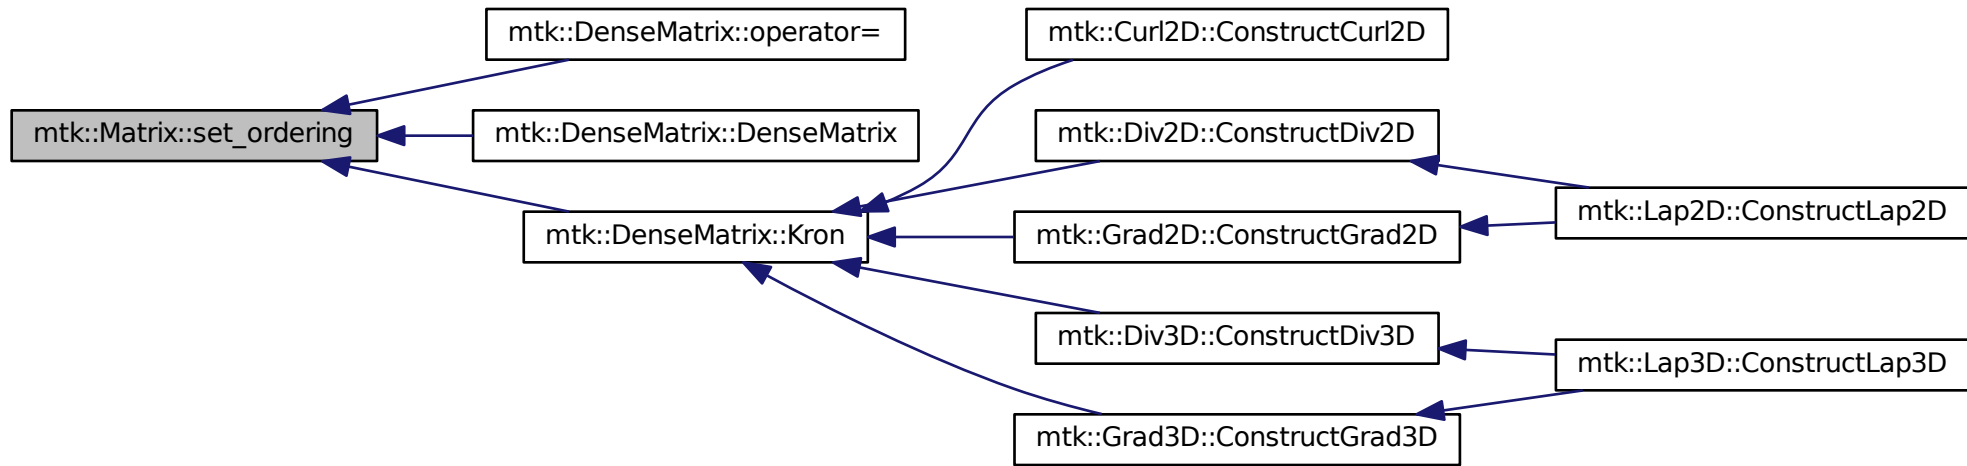 mtk::Matrix::set_ordering
mtk::DenseMatrix::operator=
mtk::DenseMatrix::DenseMatrix
mtk::DenseMatrix::Kron
mtk::Curl2D::ConstructCurl2D
mtk::Div2D::ConstructDiv2D
mtk::Grad2D::ConstructGrad2D
mtk::Div3D::ConstructDiv3D
mtk::Grad3D::ConstructGrad3D
mtk::Lap2D::ConstructLap2D
mtk::Lap3D::ConstructLap3D